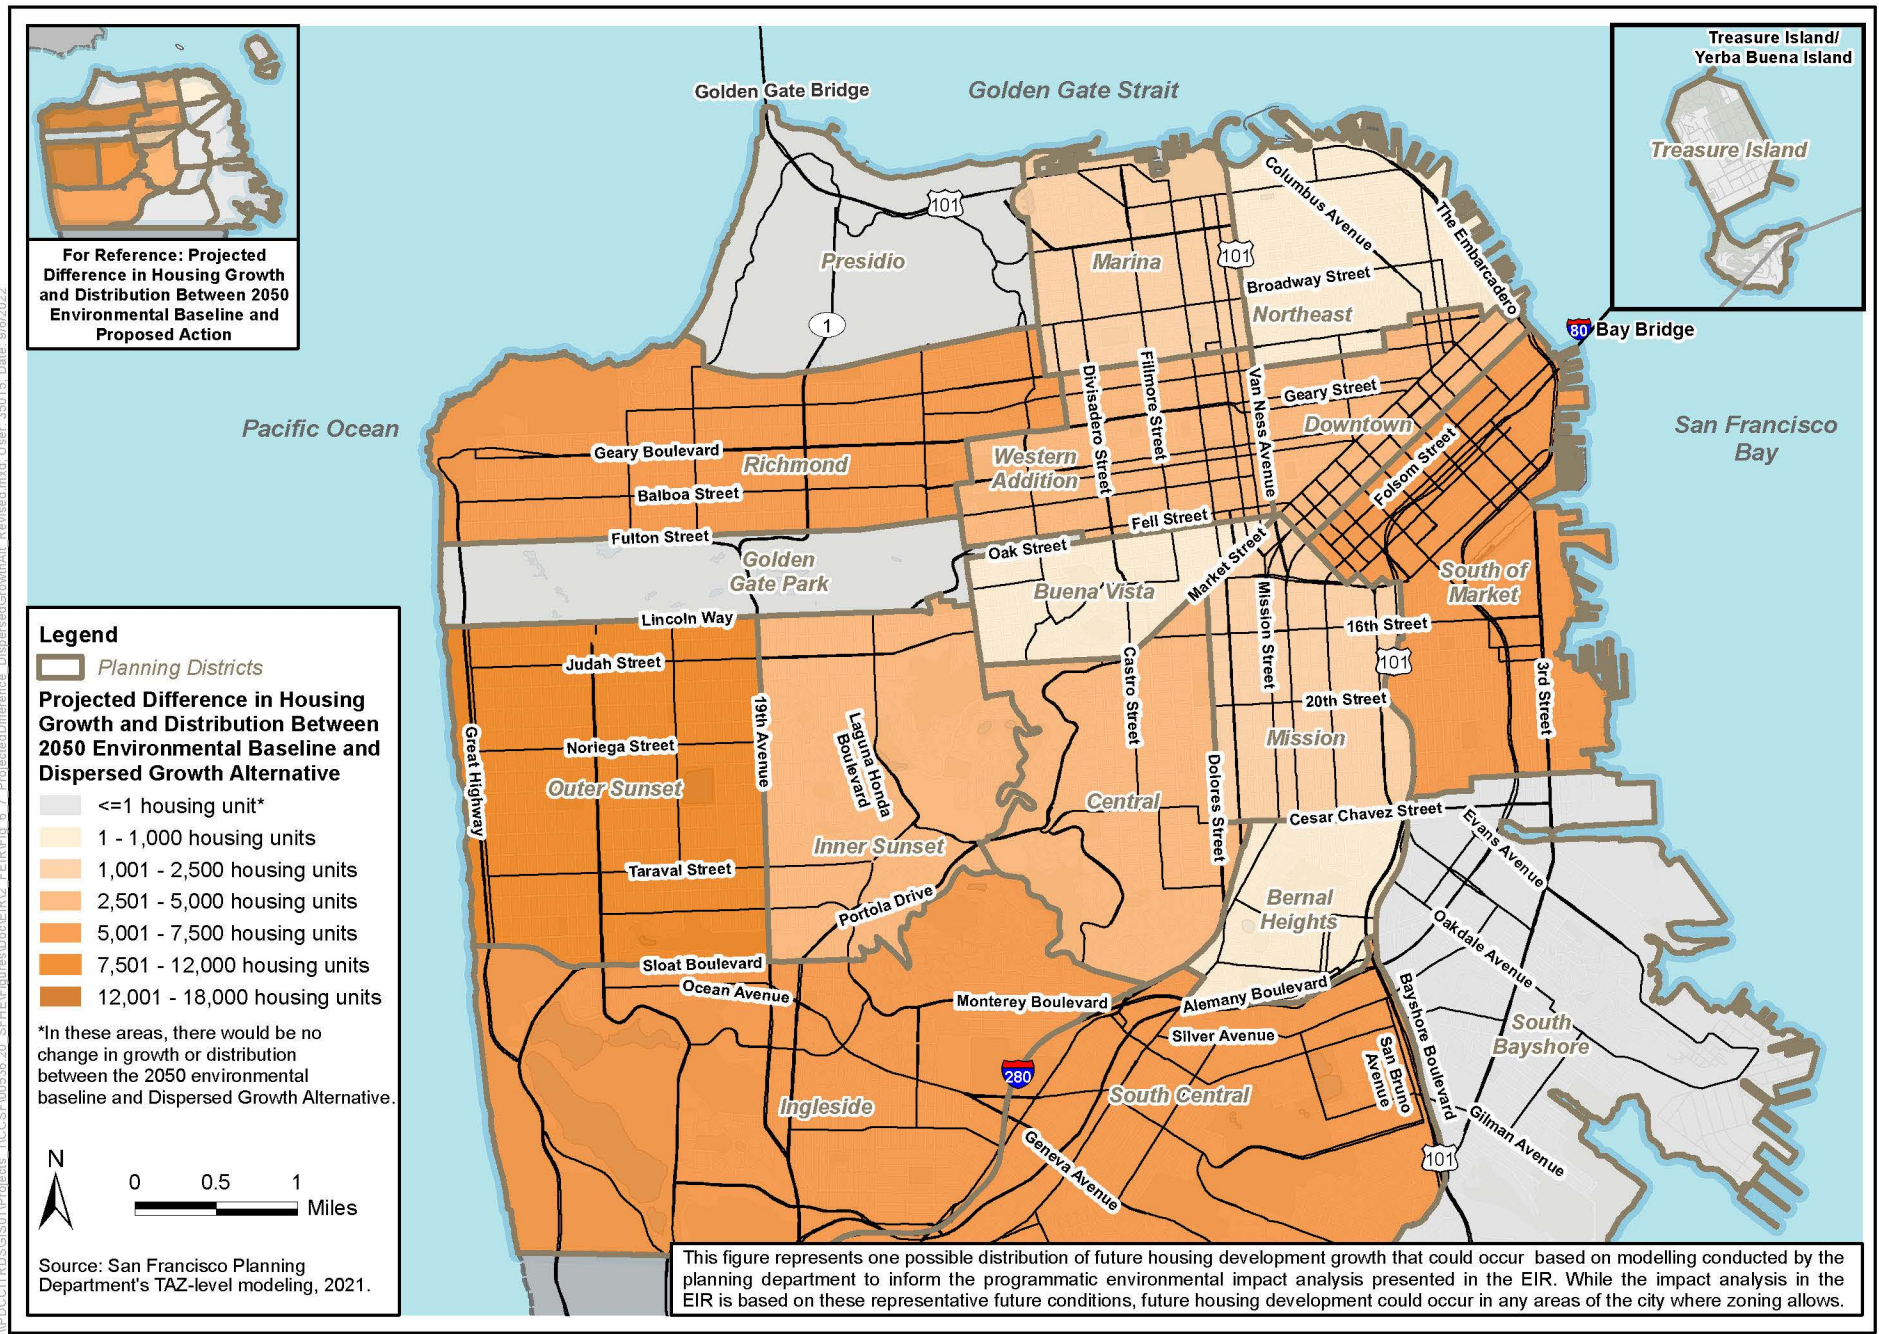 Treasure Island/
Yerba Buena Island
Treasure Island
For Reference: Projected
Difference in Housing Growth
and Distribution Between 2050
Environmental Baseline and
Proposed Action
Golden Gate Bridge
Golden Gate Strait
101
Presidio
1
Marina
101
Columbus Avenue
The Embarcadero
Broadway Street
Northeast
80
Bay Bridge
Pacific Ocean
San Francisco
Bay
Geary Boulevard
Richmond
Balboa Street
Fulton Street
Western
Addition
Divisadero Street
Fillmore Street
Van Ness Avenue
Geary Street
Downtown
Folsom Street
Fell Street
Oak Street
Market Street
Golden
Gate Park
Buena Vista
South of
Market
Lincoln Way
Judah Street
Noriega Street
Outer Sunset
Taraval Street
Great Highway
19th Avenue
Laguna Honda
Boulevard
Inner Sunset
Portola Drive
Central
Castro Street
Dolores Street
Mission Street
16th Street
101
20th Street
Mission
3rd Street
Cesar Chavez Street
Evans Avenue
Bernal
Heights
Oakdale Avenue
Sloat Boulevard
Ocean Avenue
Monterey Boulevard
Alemany Boulevard
Silver Avenue
Bayshore Boulevard
San Bruno
Avenue
South
Bayshore
280
Ingleside
South Central
Geneva Avenue
Gilman Avenue
101
Legend
Planning Districts
Projected Difference in Housing
Growth and Distribution Between
2050 Environmental Baseline and
Dispersed Growth Alternative
<=1 housing unit*
1 - 1,000 housing units
1,001 - 2,500 housing units
2,501 - 5,000 housing units
5,001 - 7,500 housing units
7,501 - 12,000 housing units
12,001 - 18,000 housing units
*In these areas, there would be no
change in growth or distribution
between the 2050 environmental
baseline and Dispersed Growth Alternative.
N
0 0.5 1
Miles
Source: San Francisco Planning
Department's TAZ-level modeling, 2021.
This figure represents one possible distribution of future housing development growth that could occur based on modelling conducted by the
planning department to inform the programmatic environmental impact analysis presented in the EIR. While the impact analysis in the
EIR is based on these representative future conditions, future housing development could occur in any areas of the city where zoning allows.